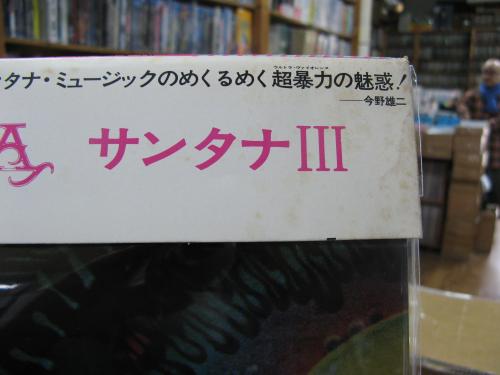 タナ・ミュージックのめくるめく超暴力の魅惑!
ウルトラ・ヴァイオレンス
——今野雄二
A サンタナIII